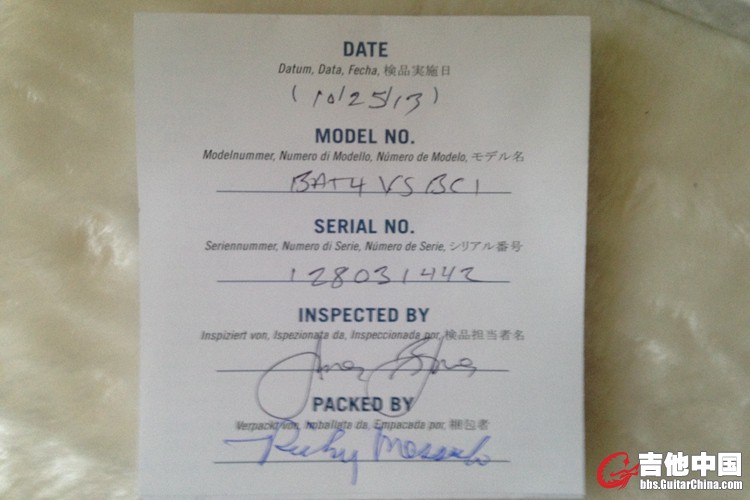 DATE
Datum, Data, Fecha, 検品実施日
(10/25/13)
MODEL NO.
Modelnummer, Numero di Modello, Número de Modelo, モデル名
BAT4VSBC1
SERIAL NO.
Seriennummer, Numero di Serie, Número de Serie, シリアル番号
128031442
INSPECTED BY
Inspiziert von, Ispezionata da, Inspeccionada por, 検品担当者名
PACKED BY
Verpackt von, Imballata da, Empacada por, 梱包者
吉他中国
bbs.GuitarChina.com